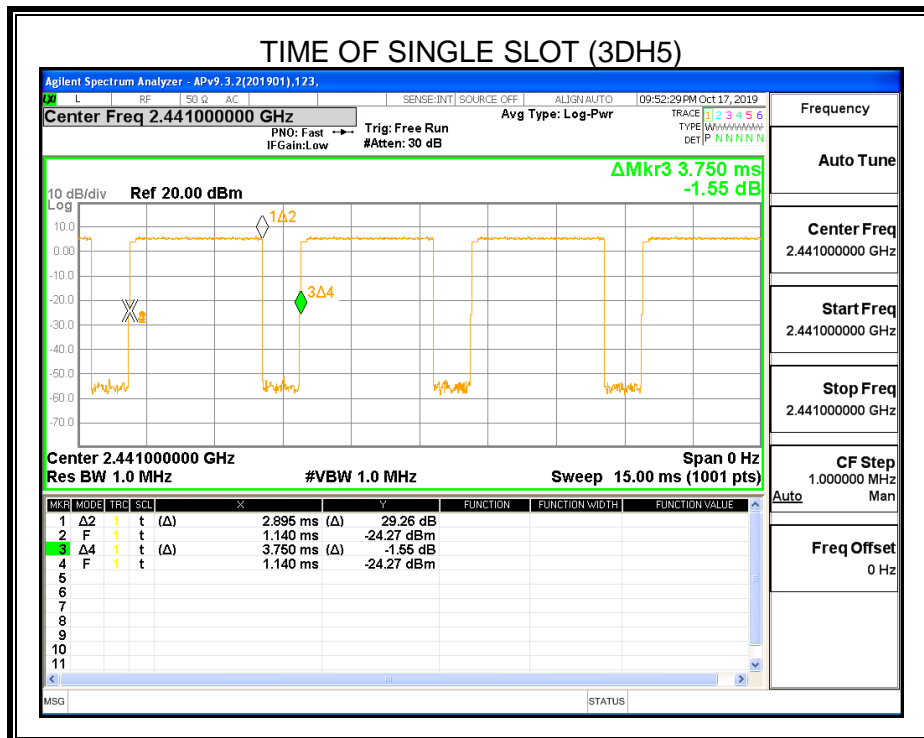 TIME OF SINGLE SLOT (3DH5)
Agilent Spectrum Analyzer - APv9.3.2(201901),123,
LXI L RF 50 Ω AC SENSE:INT SOURCE OFF ALIGN AUTO 09:52:29 PM Oct 17, 2019
Center Freq 2.441000000 GHz
Avg Type: Log-Pwr
TRACE 1 2 3 4 5 6
PNO: Fast
Trig: Free Run
TYPE WWWWWW
IFGain:Low
#Atten: 30 dB
DET P N N N N N
ΔMkr3 3.750 ms
-1.55 dB
10 dB/div Ref 20.00 dBm
Log
1Δ2
10.0
0.00
-10.0
3Δ4
-20.0
-30.0
-40.0
-50.0
-60.0
-70.0
Center 2.441000000 GHz Span 0 Hz
Res BW 1.0 MHz #VBW 1.0 MHz Sweep 15.00 ms (1001 pts)
MKR MODE TRC SCL X Y FUNCTION FUNCTION WIDTH FUNCTION VALUE
1 Δ2 1 t (Δ) 2.895 ms (Δ) 29.26 dB
2 F 1 t 1.140 ms -24.27 dBm
3 Δ4 1 t (Δ) 3.750 ms (Δ) -1.55 dB
4 F 1 t 1.140 ms -24.27 dBm
5
6
7
8
9
10
11
MSG STATUS
Frequency
Auto Tune
Center Freq
2.441000000 GHz
Start Freq
2.441000000 GHz
Stop Freq
2.441000000 GHz
CF Step
1.000000 MHz
Auto Man
Freq Offset
0 Hz